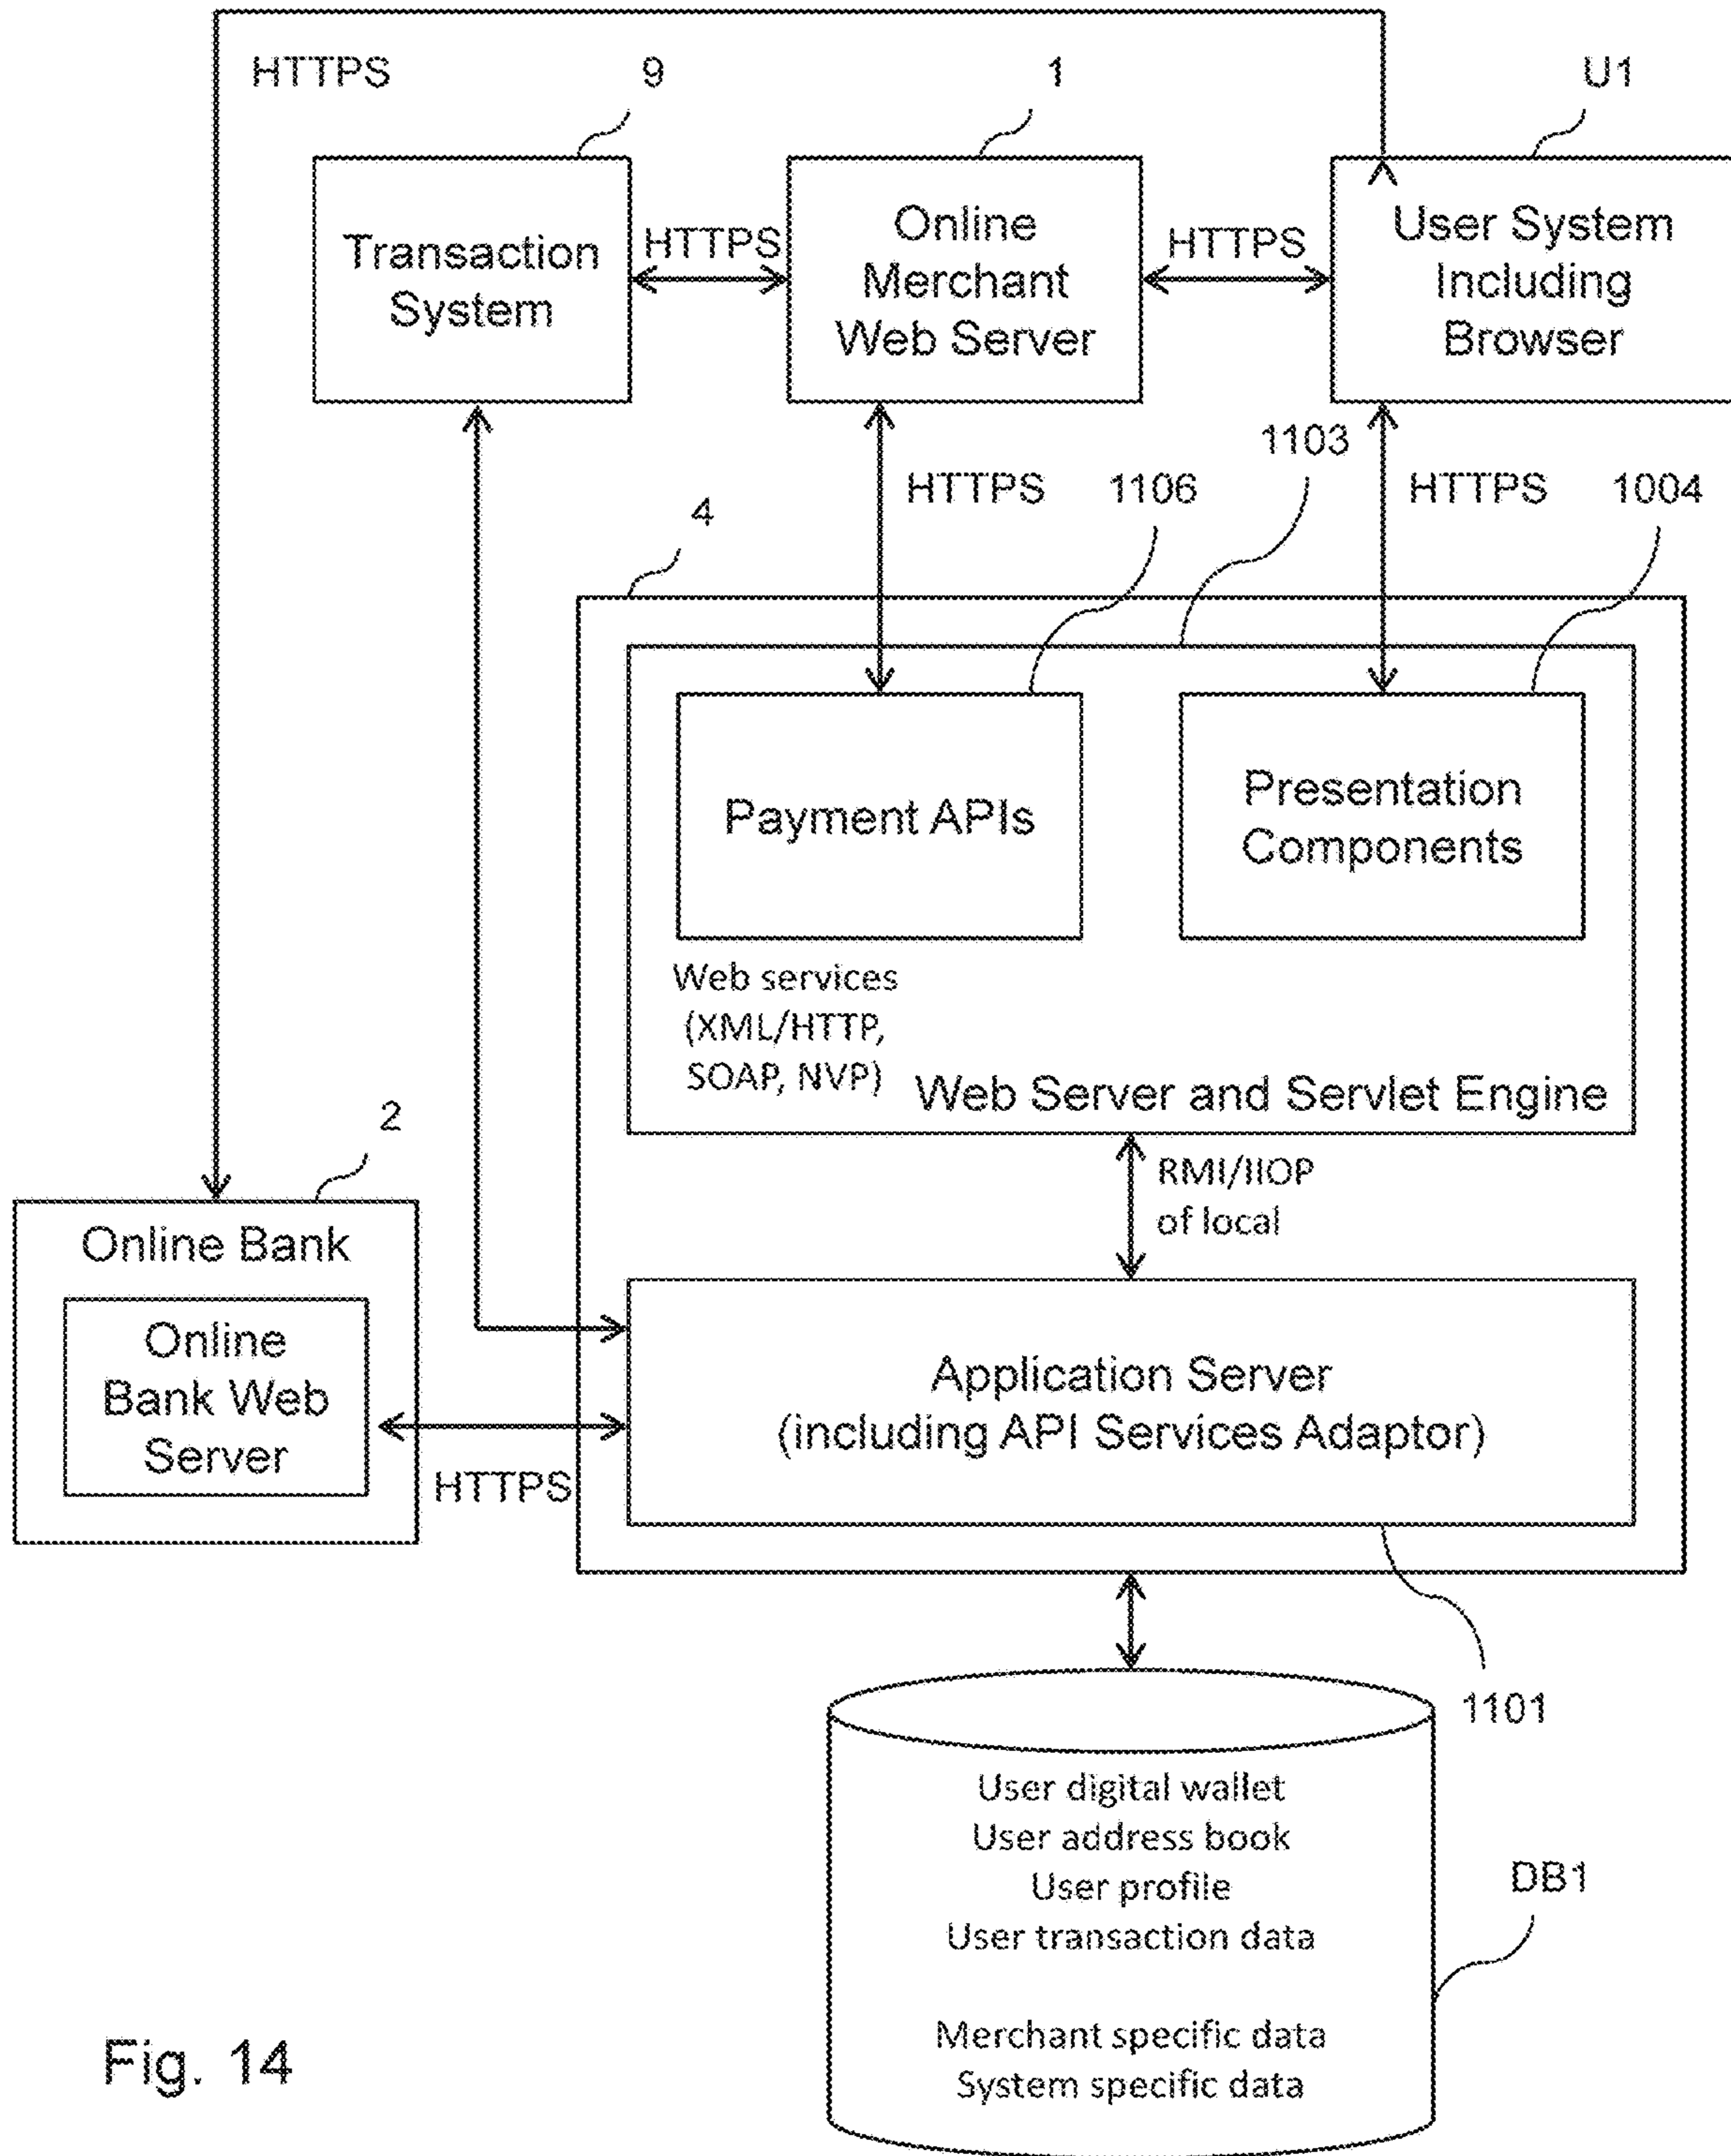 HTTPS
9
1
U1
Transaction
System
HTTPS
Online
Merchant
Web Server
HTTPS
User System
Including
Browser
1103
HTTPS
1106
HTTPS
1004
4
Payment APIs
Presentation
Components
Web services
(XML/HTTP,
SOAP, NVP)
Web Server and Servlet Engine
2
RMI/IIOP
of local
Online Bank
Online
Bank Web
Server
HTTPS
Application Server
(including API Services Adaptor)
1101
User digital wallet
User address book
User profile
User transaction data
Merchant specific data
System specific data
DB1
Fig. 14